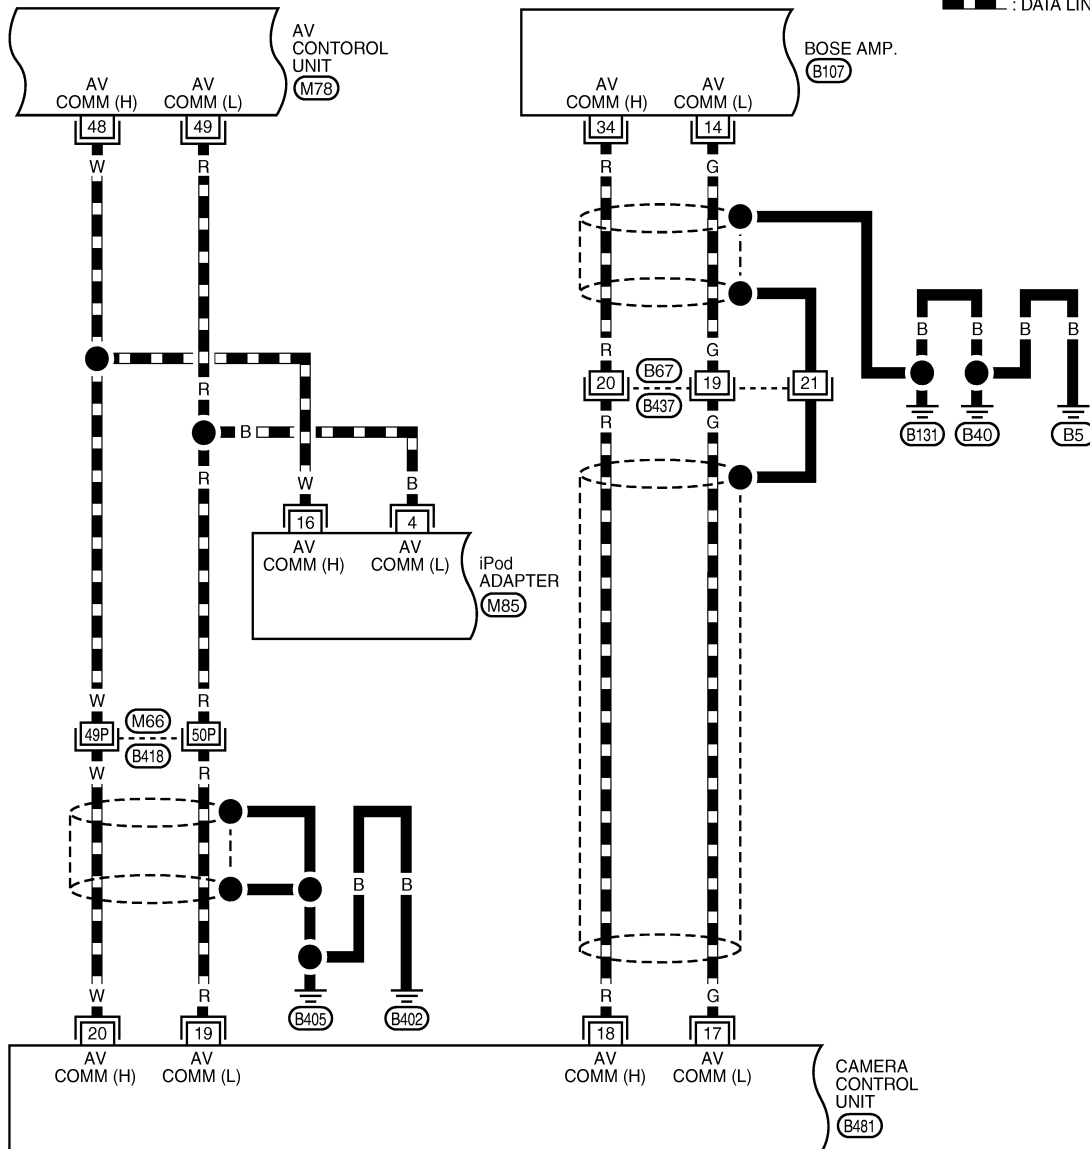 : DATA LIN
AV
CONTOROL
UNIT
M78
AV
COMM (H)
AV
COMM (L)
48
49
W
R
BOSE AMP.
B107
AV
COMM (H)
AV
COMM (L)
34
14
R
G
R
B
W
B
R
16
4
AV
COMM (H)
AV
COMM (L)
iPod
ADAPTER
M85
R
G
20
B67
B437
19
21
R
G
B
B
B
B
B131
B40
B5
W
R
49P
M66
B418
50P
W
R
B
B
B405
B402
W
R
R
G
20
19
18
17
AV
COMM (H)
AV
COMM (L)
AV
COMM (H)
AV
COMM (L)
CAMERA
CONTROL
UNIT
B481